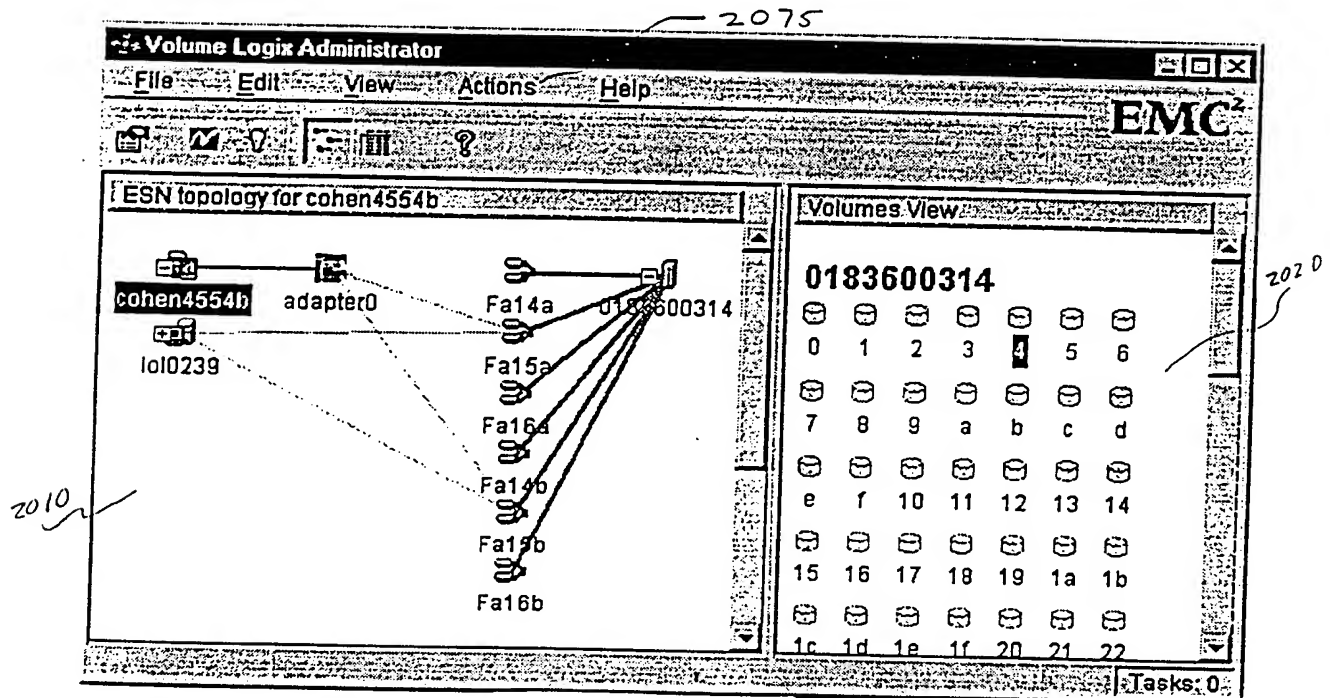 2075
Volume Logix Administrator
File Edit View Actions Help
EMC²
ESN topology for cohen4554b
Volumes View
cohen4554b
adapter0
Fa14a
0183600314
lol0239
Fa15a
Fa16a
Fa14b
Fa15b
Fa16b
2010
0183600314
2020
0 1 2 3 4 5 6
7 8 9 a b c d
e f 10 11 12 13 14
15 16 17 18 19 1a 1b
1c 1d 1e 1f 20 21 22
Tasks: 0